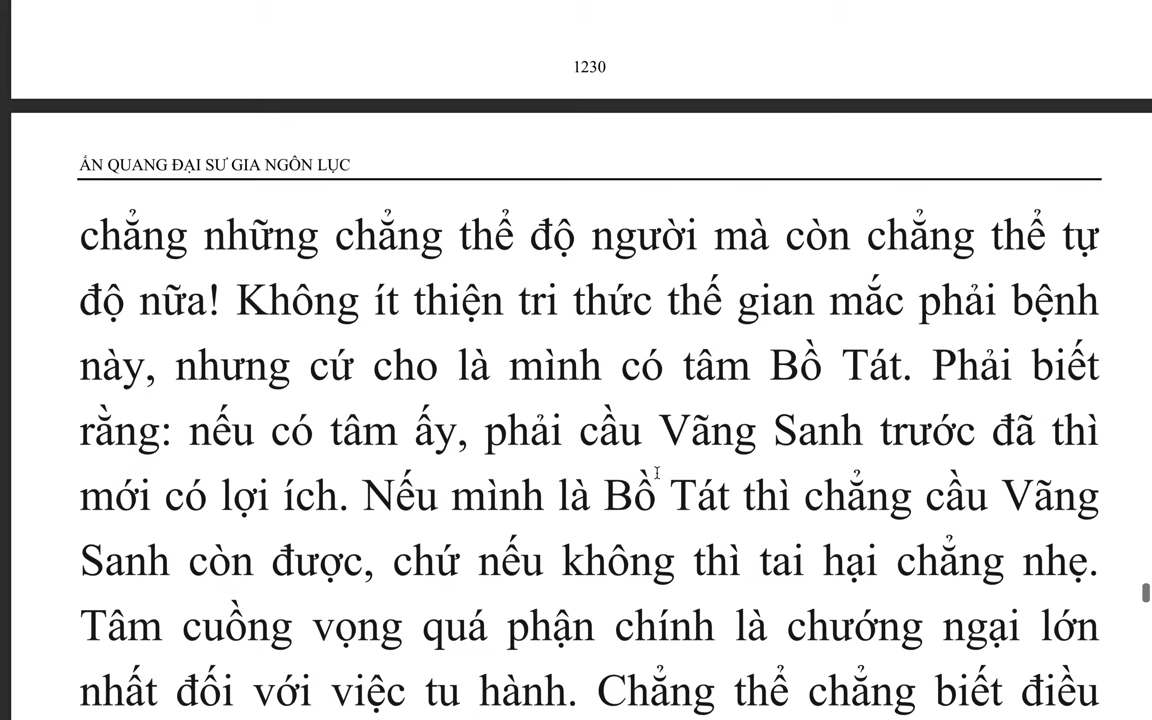 1230
ẤN QUANG ĐẠI SƯ GIA NGÔN LỤC
chẳng những chẳng thể độ người mà còn chẳng thể tự
độ nữa! Không ít thiện tri thức thế gian mắc phải bệnh
này, nhưng cứ cho là mình có tâm Bồ Tát. Phải biết
rằng: nếu có tâm ấy, phải cầu Vãng Sanh trước đã thì
mới có lợi ích. Nếu mình là Bồ Tát thì chẳng cầu Vãng
Sanh còn được, chứ nếu không thì tai hại chẳng nhẹ.
Tâm cuồng vọng quá phận chính là chướng ngại lớn
nhất đối với việc tu hành. Chẳng thể chẳng biết điều